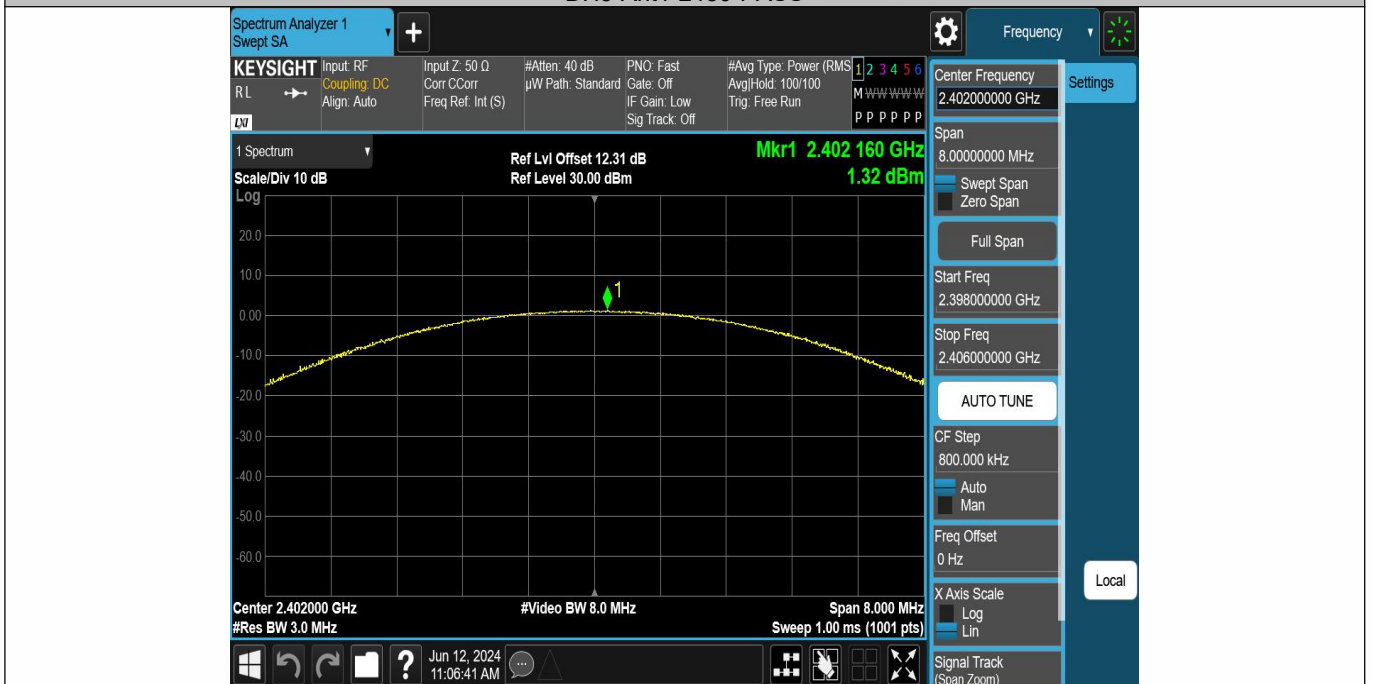 Spectrum Analyzer 1
Swept SA
Frequency
KEYSIGHT
RL
LXI
Input: RF
Coupling: DC
Align: Auto
Input Z: 50 Ω
Corr CCorr
Freq Ref: Int (S)
#Atten: 40 dB
µW Path: Standard
PNO: Fast
Gate: Off
IF Gain: Low
Sig Track: Off
#Avg Type: Power (RMS
Avg|Hold: 100/100
Trig: Free Run
1 2 3 4 5 6
M W W W W W
P P P P P P
1 Spectrum
Scale/Div 10 dB
Log
Ref Lvl Offset 12.31 dB
Ref Level 30.00 dBm
Mkr1 2.402 160 GHz
1.32 dBm
20.0
10.0
0.00
-10.0
-20.0
-30.0
-40.0
-50.0
-60.0
1
Center 2.402000 GHz
#Res BW 3.0 MHz
#Video BW 8.0 MHz
Span 8.000 MHz
Sweep 1.00 ms (1001 pts)
Center Frequency
2.402000000 GHz
Settings
Span
8.00000000 MHz
Swept Span
Zero Span
Full Span
Start Freq
2.398000000 GHz
Stop Freq
2.406000000 GHz
AUTO TUNE
CF Step
800.000 kHz
Auto
Man
Freq Offset
0 Hz
Local
X Axis Scale
Log
Lin
Signal Track
(Span Zoom)
?
Jun 12, 2024
11:06:41 AM